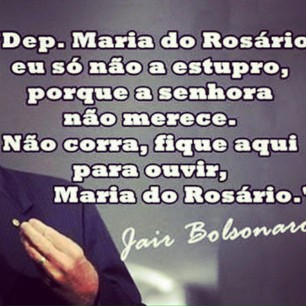 "Dep. Maria do Rosário
eu só não a estupro,
porque a senhora
não merece.
Não corra, fique aqui
para ouvir,
Maria do Rosário."
Jair Bolsonaro